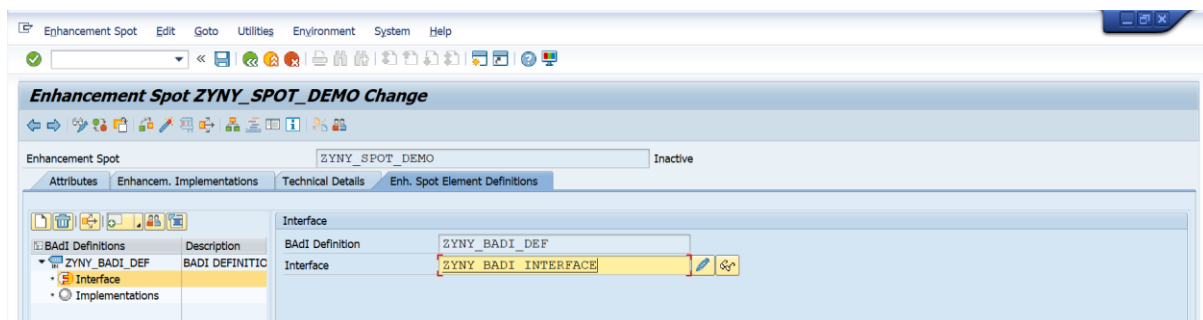 Enhancement Spot Edit Goto Utilities Environment System Help
Enhancement Spot ZYNY_SPOT_DEMO Change
Enhancement Spot ZYNY_SPOT_DEMO Inactive
Attributes Enhancem. Implementations Technical Details Enh. Spot Element Definitions
Interface
BAdI Definitions Description BAdI Definition ZYNY_BADI_DEF
ZYNY_BADI_DEF BADI DEFINITIC Interface ZYNY_BADI_INTERFACE
Interface
Implementations